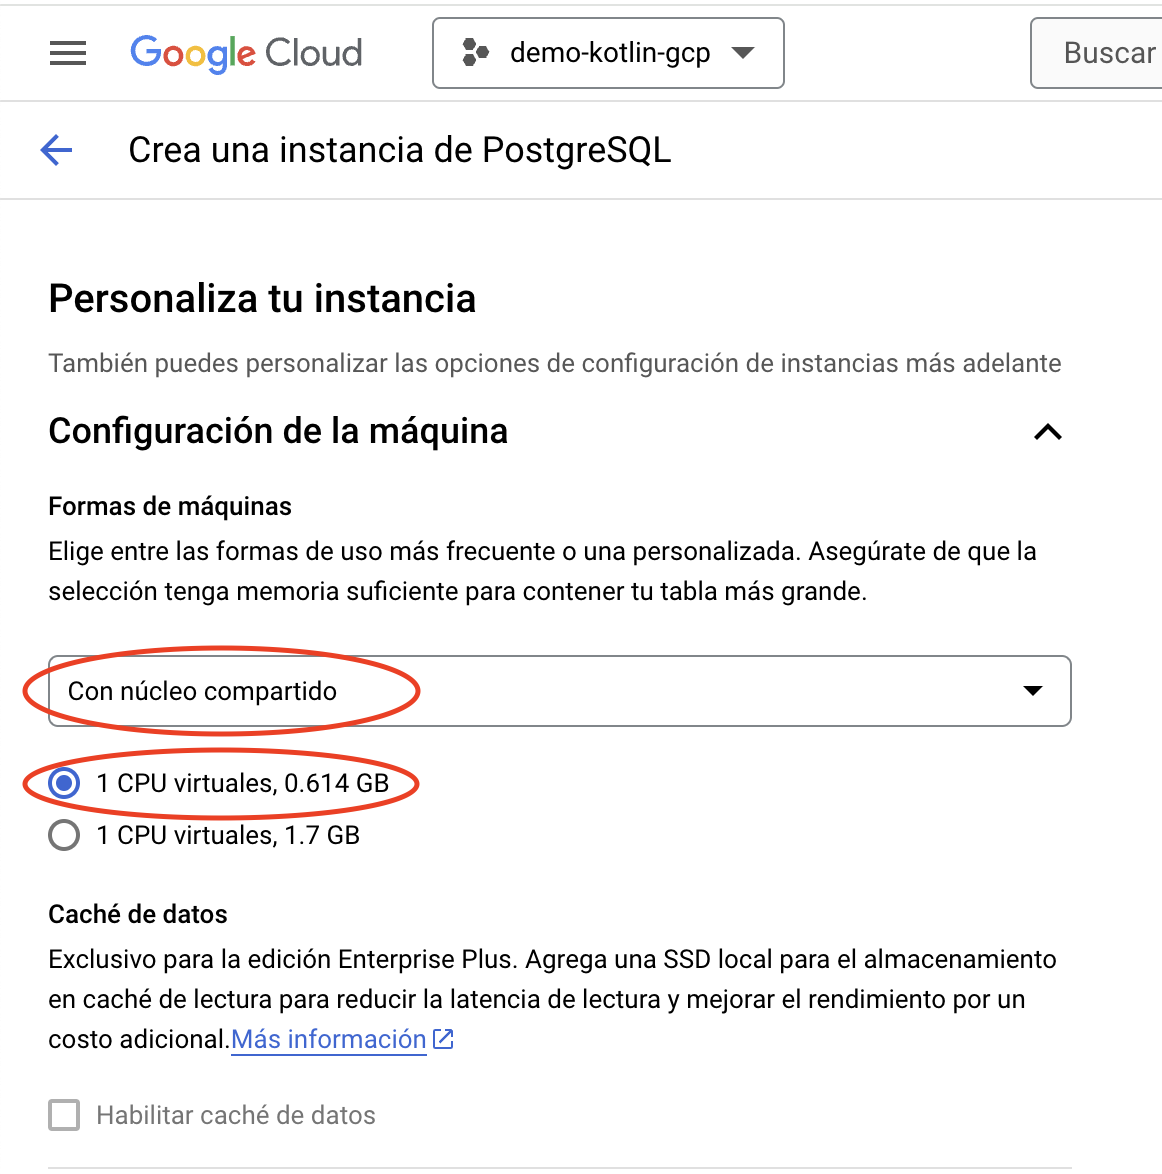 Google Cloud
demo-kotlin-gcp
Buscar
Crea una instancia de PostgreSQL
Personaliza tu instancia
También puedes personalizar las opciones de configuración de instancias más adelante
Configuración de la máquina
Formas de máquinas
Elige entre las formas de uso más frecuente o una personalizada. Asegúrate de que la
selección tenga memoria suficiente para contener tu tabla más grande.
Con núcleo compartido
1 CPU virtuales, 0.614 GB
1 CPU virtuales, 1.7 GB
Caché de datos
Exclusivo para la edición Enterprise Plus. Agrega una SSD local para el almacenamiento
en caché de lectura para reducir la latencia de lectura y mejorar el rendimiento por un
costo adicional.Más información
Habilitar caché de datos